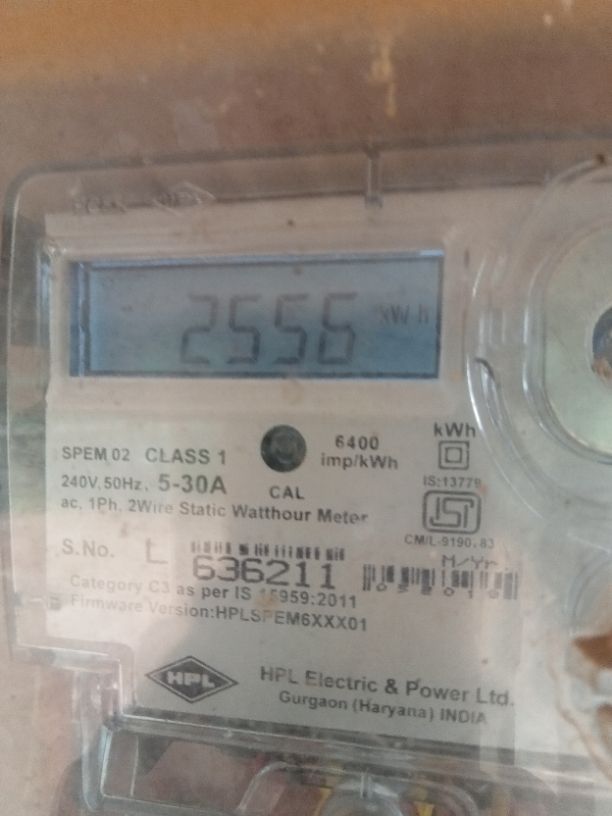 2556 kWh
SPEM 02 CLASS 1
6400
imp/kWh
kWh
240V, 50Hz, 5-30A
CAL
IS:13779
ac, 1Ph, 2Wire Static Watthour Meter
ISI
CM/L-9190.83
S.No. L 636211
M/Yr
Category C3 as per IS 15959:2011
Firmware Version:HPLSPEM6XXX01
HPL
HPL Electric & Power Ltd.
Gurgaon (Haryana) INDIA